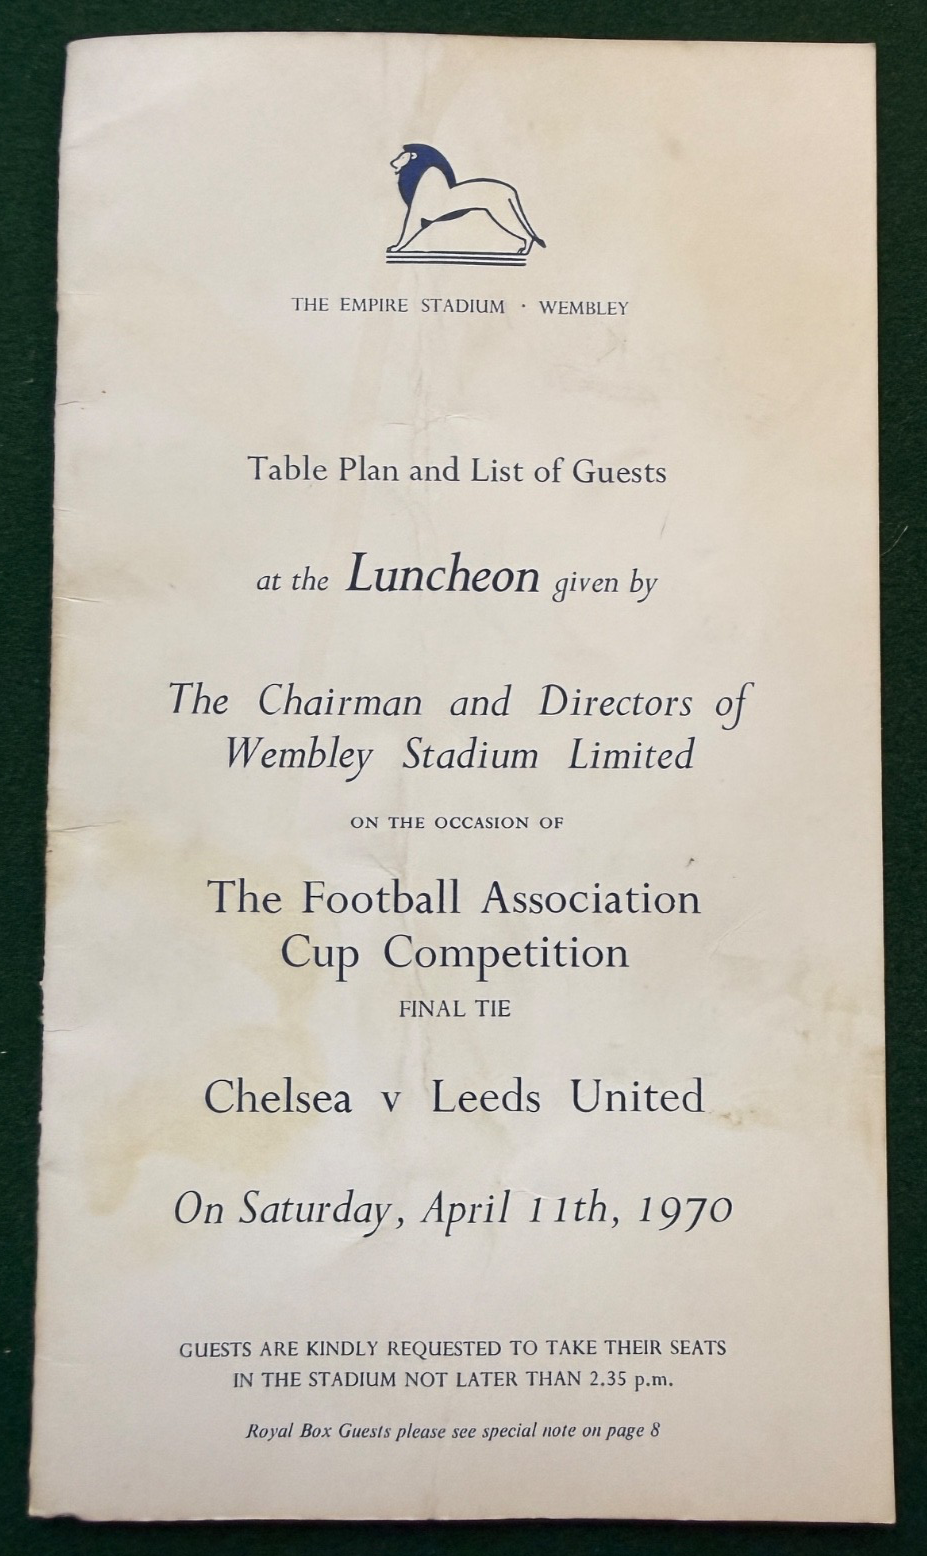 THE EMPIRE STADIUM · WEMBLEY
Table Plan and List of Guests
at the Luncheon given by
The Chairman and Directors of
Wembley Stadium Limited
ON THE OCCASION OF
The Football Association
Cup Competition
FINAL TIE
Chelsea v Leeds United
On Saturday, April 11th, 1970
GUESTS ARE KINDLY REQUESTED TO TAKE THEIR SEATS
IN THE STADIUM NOT LATER THAN 2.35 p.m.
Royal Box Guests please see special note on page 8